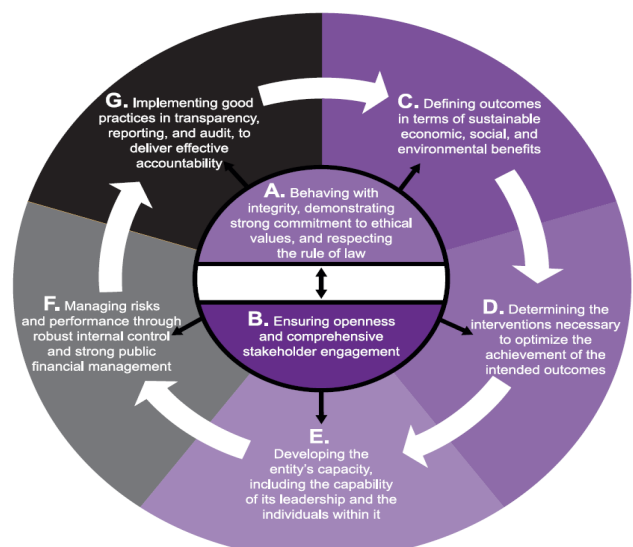 G. Implementing good
practices in transparency,
reporting, and audit, to
deliver effective
accountability
C. Defining outcomes
in terms of sustainable
economic, social, and
environmental benefits
A. Behaving with
integrity, demonstrating
strong commitment to ethical
values, and respecting
the rule of law
B. Ensuring openness
and comprehensive
stakeholder engagement
D. Determining the
interventions necessary
to optimize the
achievement of the
intended outcomes
E.
Developing the
entity's capacity,
including the capability
of its leadership and the
individuals within it
F. Managing risks
and performance through
robust internal control
and strong public
financial management